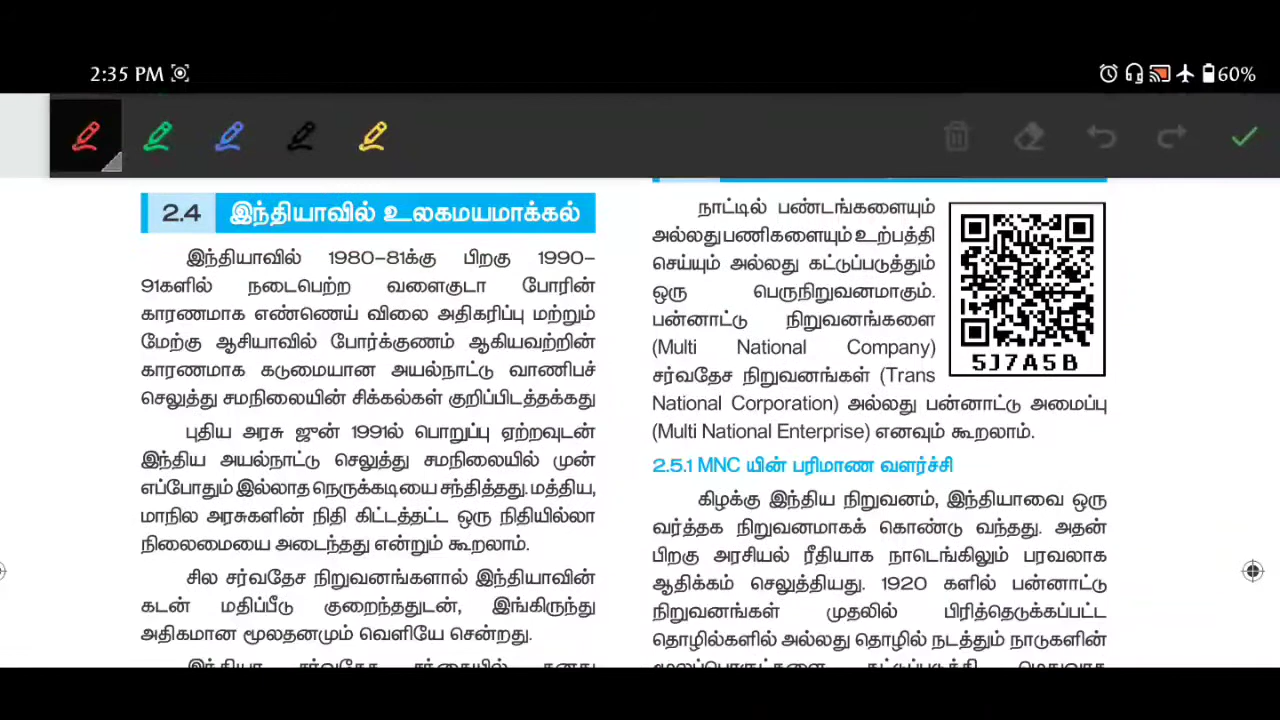 2:35 PM
60%
2.4 இந்தியாவில் உலகமயமாக்கல்
இந்தியாவில் 1980–81க்கு பிறகு 1990–
91களில் நடைபெற்ற வளைகுடா போரின்
காரணமாக எண்ணெய் விலை அதிகரிப்பு மற்றும்
மேற்கு ஆசியாவில் போர்க்குணம் ஆகியவற்றின்
காரணமாக கடுமையான அயல்நாட்டு வாணிபச்
செலுத்து சமநிலையின் சிக்கல்கள் குறிப்பிடத்தக்கது
புதிய அரசு ஜுன் 1991ல் பொறுப்பு ஏற்றவுடன்
இந்திய அயல்நாட்டு செலுத்து சமநிலையில் முன்
எப்போதும் இல்லாத நெருக்கடியை சந்தித்தது. மத்திய,
மாநில அரசுகளின் நிதி கிட்டத்தட்ட ஒரு நிதியில்லா
நிலைமையை அடைந்தது என்றும் கூறலாம்.
சில சர்வதேச நிறுவனங்களால் இந்தியாவின்
கடன் மதிப்பீடு குறைந்ததுடன், இங்கிருந்து
அதிகமான மூலதனமும் வெளியே சென்றது.
நாட்டில் பண்டங்களையும்
அல்லது பணிகளையும் உற்பத்தி
செய்யும் அல்லது கட்டுப்படுத்தும்
ஒரு பெருநிறுவனமாகும்.
பன்னாட்டு நிறுவனங்களை
(Multi National Company)
சர்வதேச நிறுவனங்கள் (Trans
National Corporation) அல்லது பன்னாட்டு அமைப்பு
(Multi National Enterprise) எனவும் கூறலாம்.
5J7A5B
2.5.1 MNC யின் பரிமாண வளர்ச்சி
கிழக்கு இந்திய நிறுவனம், இந்தியாவை ஒரு
வர்த்தக நிறுவனமாகக் கொண்டு வந்தது. அதன்
பிறகு அரசியல் ரீதியாக நாடெங்கிலும் பரவலாக
ஆதிக்கம் செலுத்தியது. 1920 களில் பன்னாட்டு
நிறுவனங்கள் முதலில் பிரித்தெடுக்கப்பட்ட
தொழில்களில் அல்லது தொழில் நடத்தும் நாடுகளின்